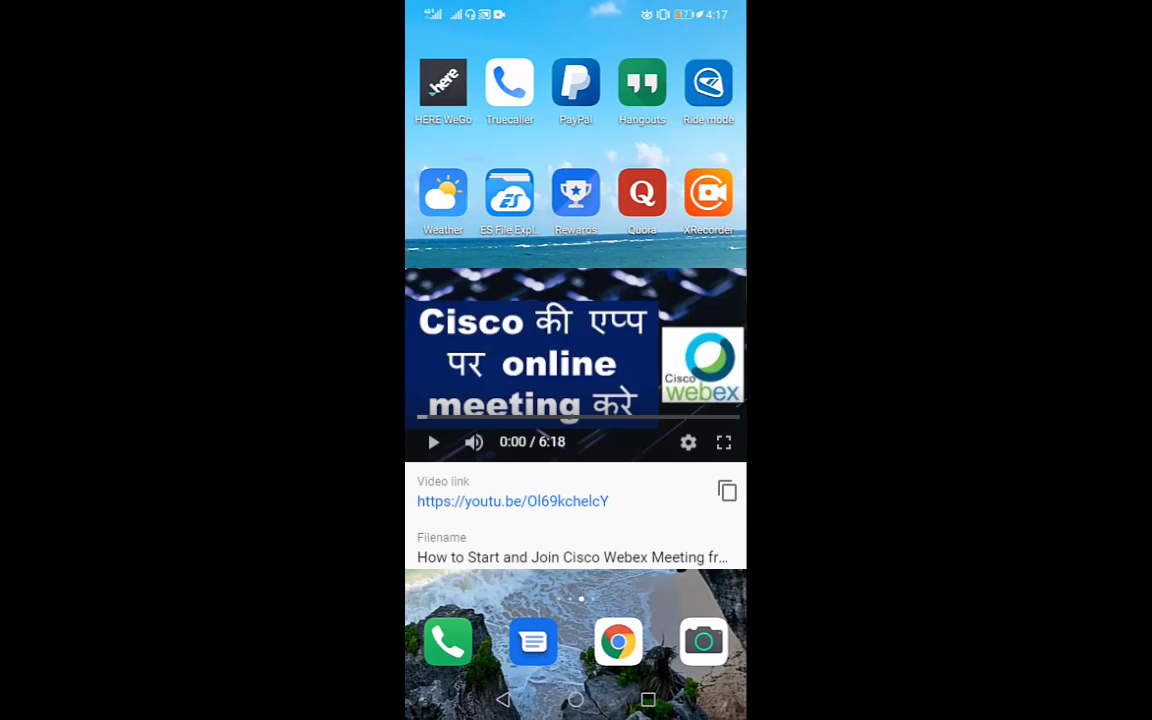 4:17
HERE WeGo Truecaller PayPal Hangouts Ride mode
Weather ES File Expl.. Rewards Quora XRecorder
Cisco की एप्प
पर online
meeting करे
Cisco
webex
0:00 / 6:18
Video link
https://youtu.be/Ol69kchelcY
Filename
How to Start and Join Cisco Webex Meeting fr...